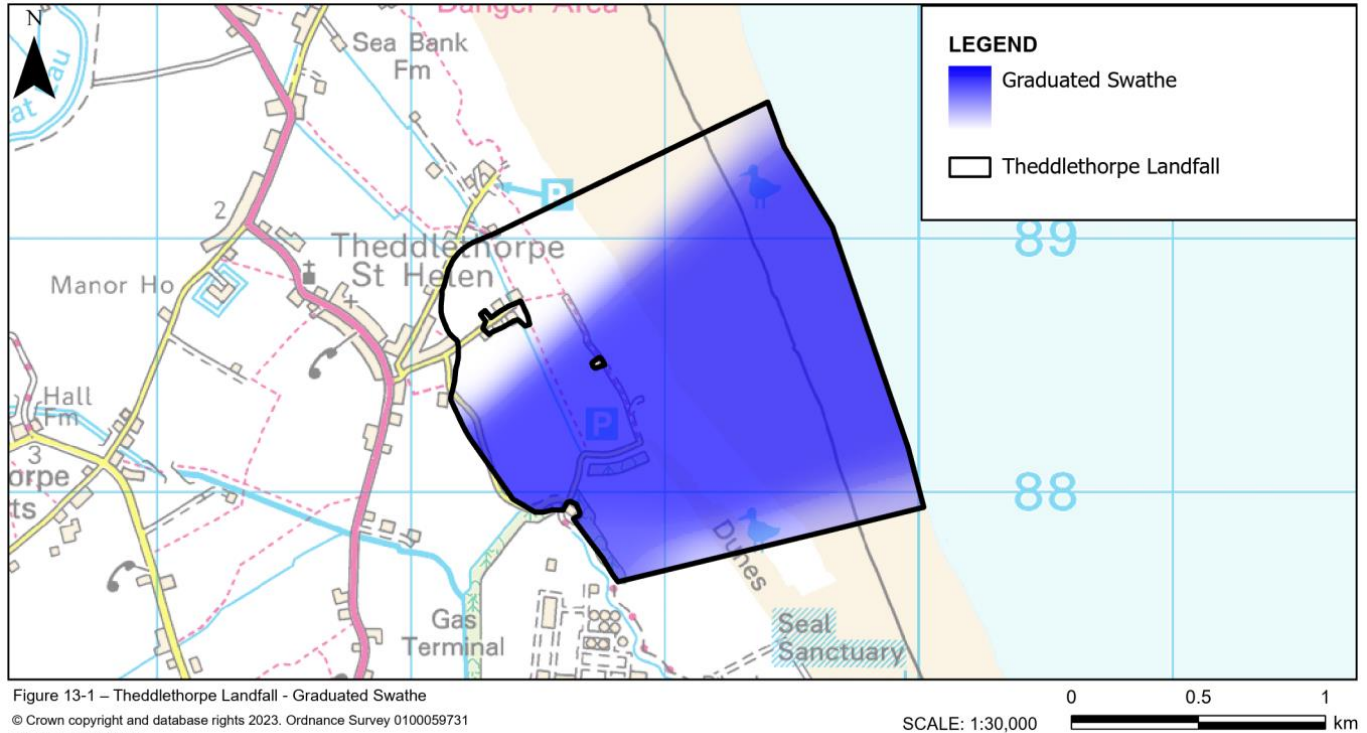 N
Danger Area
Sea Bank
Fm
LEGEND
Graduated Swathe
Theddlethorpe Landfall
P
2
Theddlethorpe
St Helen
89
Manor Ho
Hall
Fm
3
P
88
Dunes
Gas
Terminal
Seal
Sanctuary
Figure 13-1 – Theddlethorpe Landfall - Graduated Swathe
© Crown copyright and database rights 2023. Ordnance Survey 0100059731
SCALE: 1:30,000
0 0.5 1
km